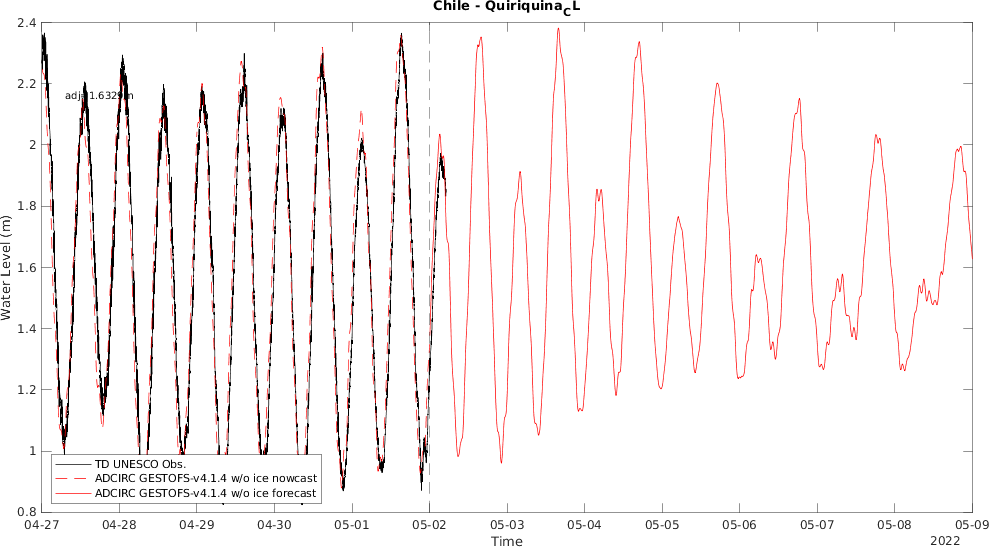 Chile - Quiriquina_CL
2.4
2.2
2
1.8
1.6
1.4
1.2
1
0.8
Water Level (m)
adj=1.6329m
TD UNESCO Obs.
ADCIRC GESTOFS-v4.1.4 w/o ice nowcast
ADCIRC GESTOFS-v4.1.4 w/o ice forecast
04-27 04-28 04-29 04-30 05-01 05-02 05-03 05-04 05-05 05-06 05-07 05-08 05-09
Time
2022